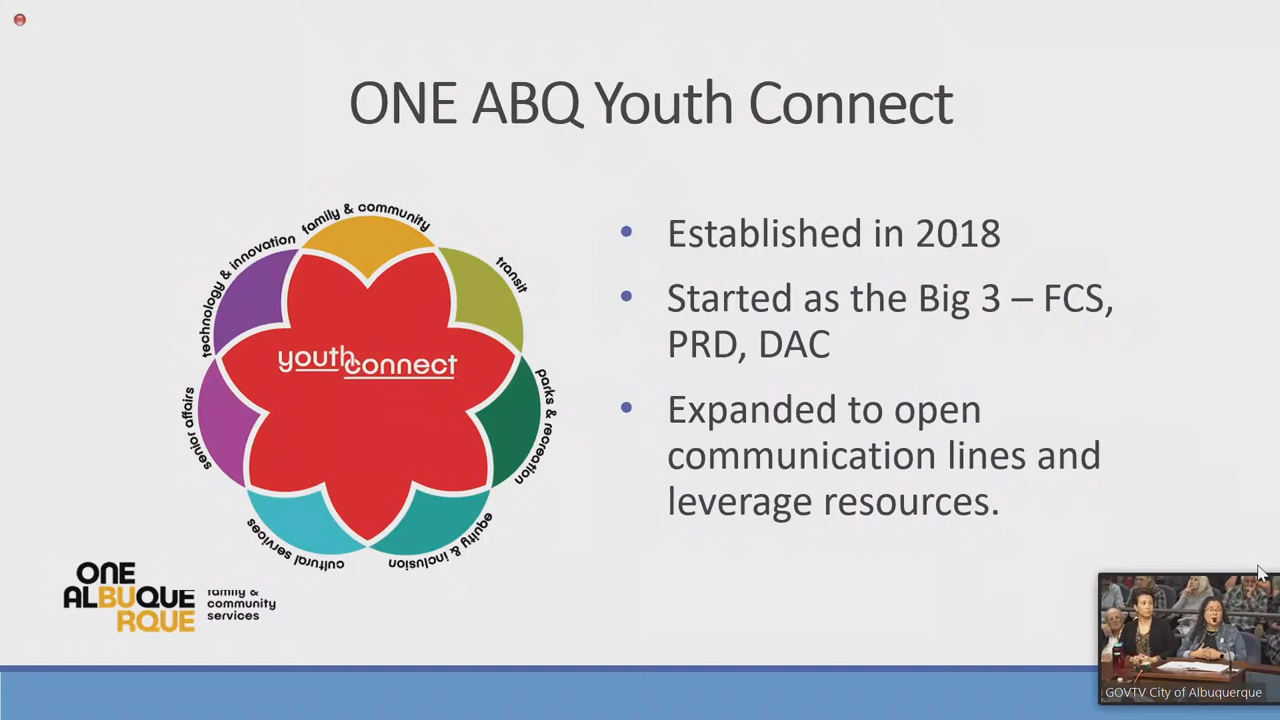 ONE ABQ Youth Connect
family & community
technology & innovation
transit
youth connect
parks & recreation
senior affairs
equity & inclusion
cultural services
• Established in 2018
• Started as the Big 3 – FCS,
PRD, DAC
• Expanded to open
communication lines and
leverage resources.
ONE
ALBUQUE
RQUE
family &
community
services
GOVTV City of Albuquerque